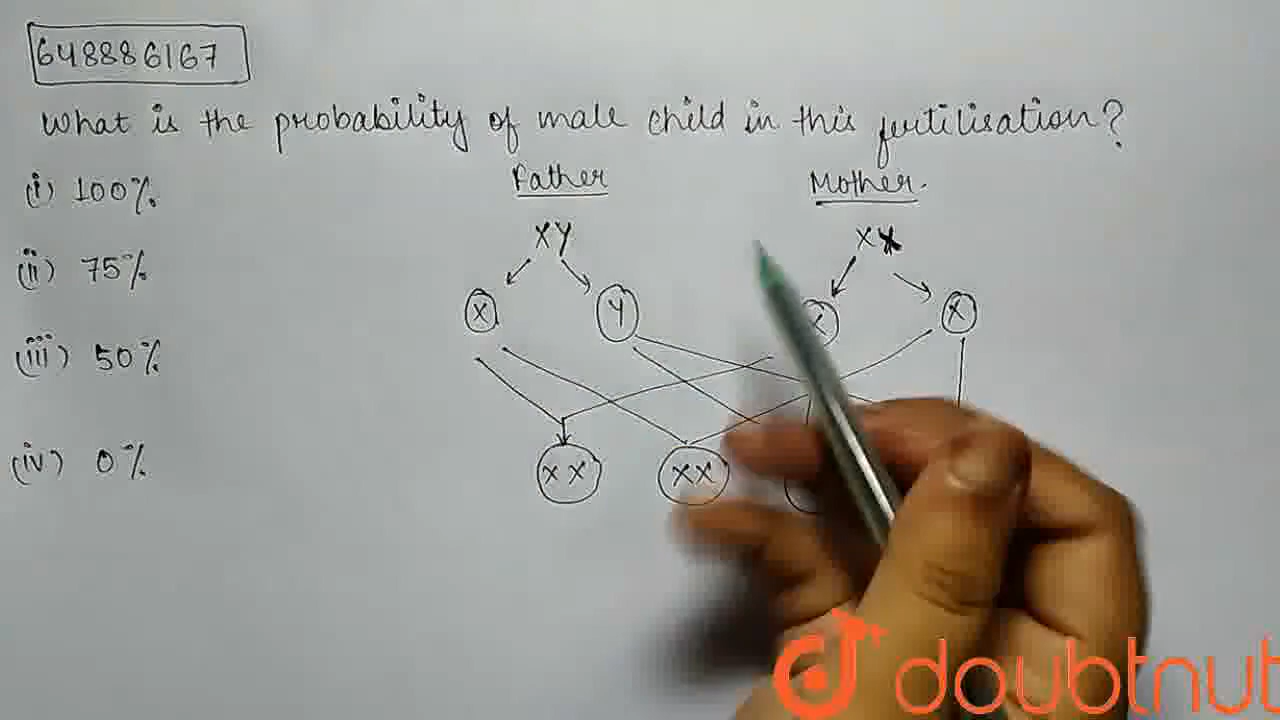 648886167
What is the probability of male child in this fertilisation?
Father Mother.
(i) 100%
XY XX
(ii) 75%
X Y X X
(iii) 50%
(iv) 0%
XX XX
doubtnut